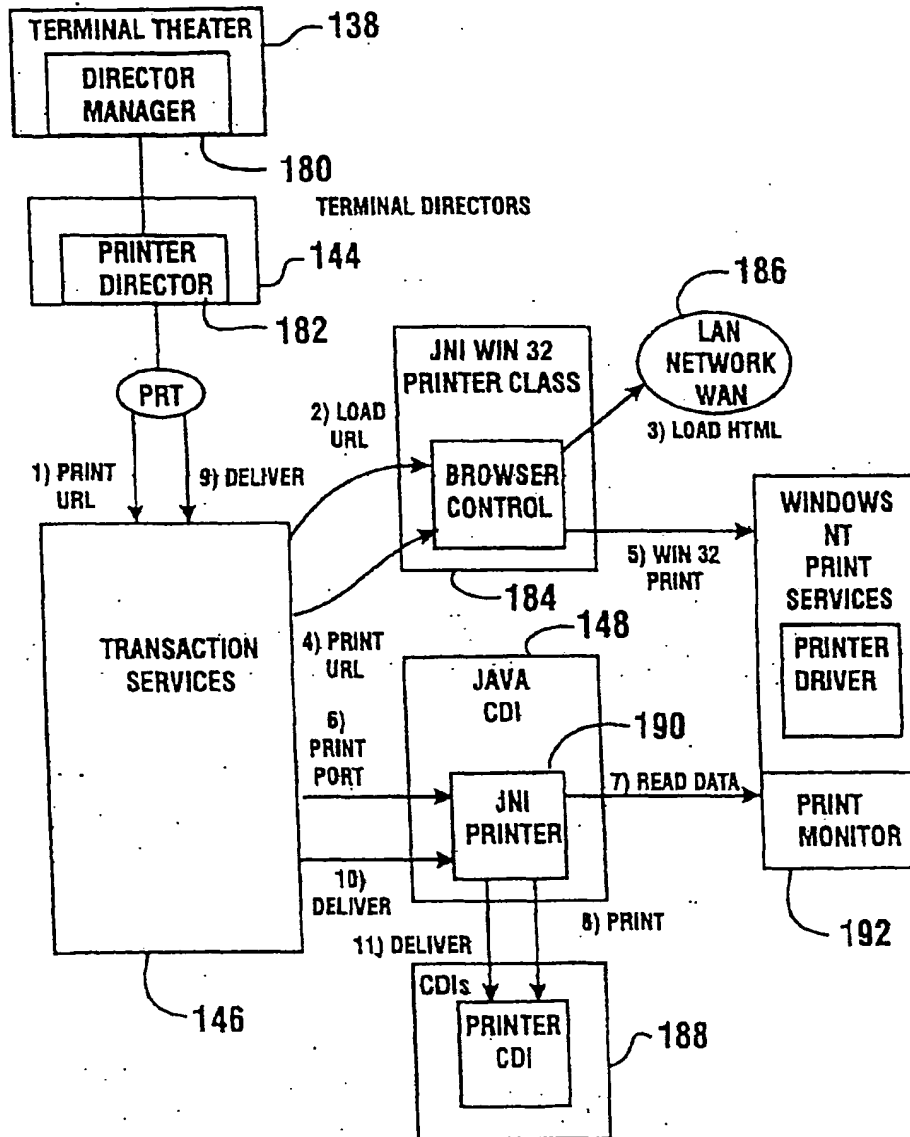 TERMINAL THEATER
138
DIRECTOR
MANAGER
180
TERMINAL DIRECTORS
PRINTER
DIRECTOR
144
182
186
LAN
NETWORK
WAN
JNI WIN 32
PRINTER CLASS
PRT
2) LOAD
URL
3) LOAD HTML
1) PRINT
URL
9) DELIVER
BROWSER
CONTROL
WINDOWS
NT
PRINT
SERVICES
5) WIN 32
PRINT
184
TRANSACTION
SERVICES
4) PRINT
URL
148
JAVA
CDI
PRINTER
DRIVER
6)
PRINT
PORT
190
7) READ DATA
JNI
PRINTER
PRINT
MONITOR
10)
DELIVER
8) PRINT
192
11) DELIVER
CDIs
146
PRINTER
CDI
188